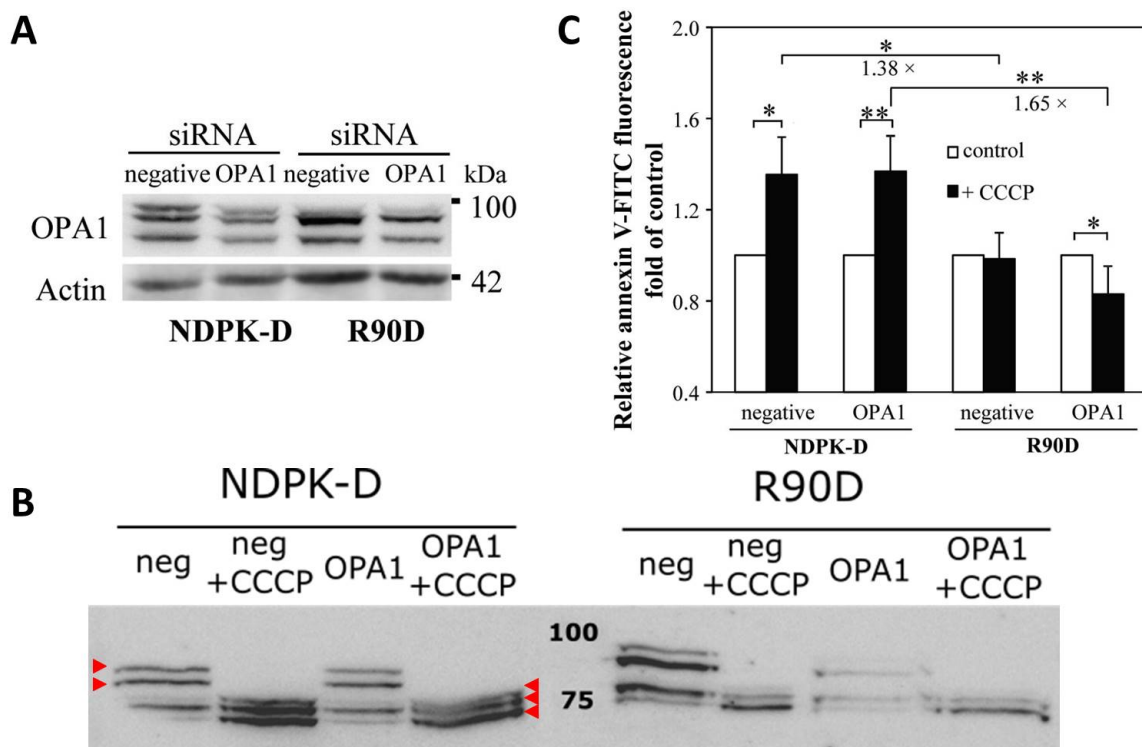 A
siRNA siRNA
negative OPA1 negative OPA1 kDa
OPA1 100
Actin 42
NDPK-D R90D
C
Relative annexin V-FITC fluorescence
fold of control
2.0
1.6
1.2
0.8
0.4
*
1.38 ×
**
1.65 ×
* ** *
control
+ CCCP
negative OPA1 negative OPA1
NDPK-D R90D
B
NDPK-D R90D
neg neg +CCCP OPA1 OPA1 +CCCP neg neg +CCCP OPA1 OPA1 +CCCP
100
75